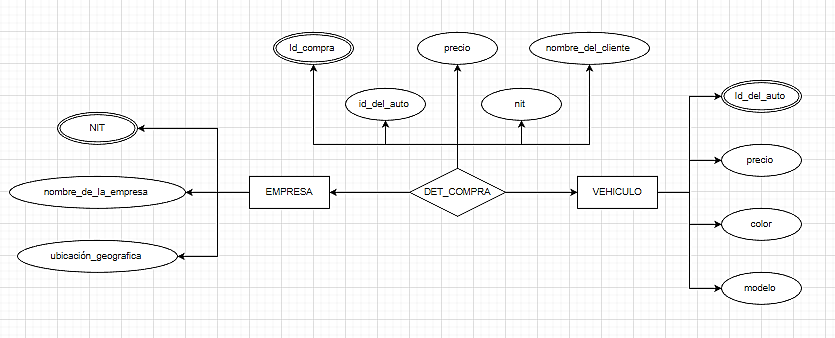 Id_compra
precio
nombre_del_cliente
id_del_auto
nit
Id_del_auto
NIT
precio
nombre_de_la_empresa
EMPRESA
DET_COMPRA
VEHICULO
color
ubicación_geografica
modelo